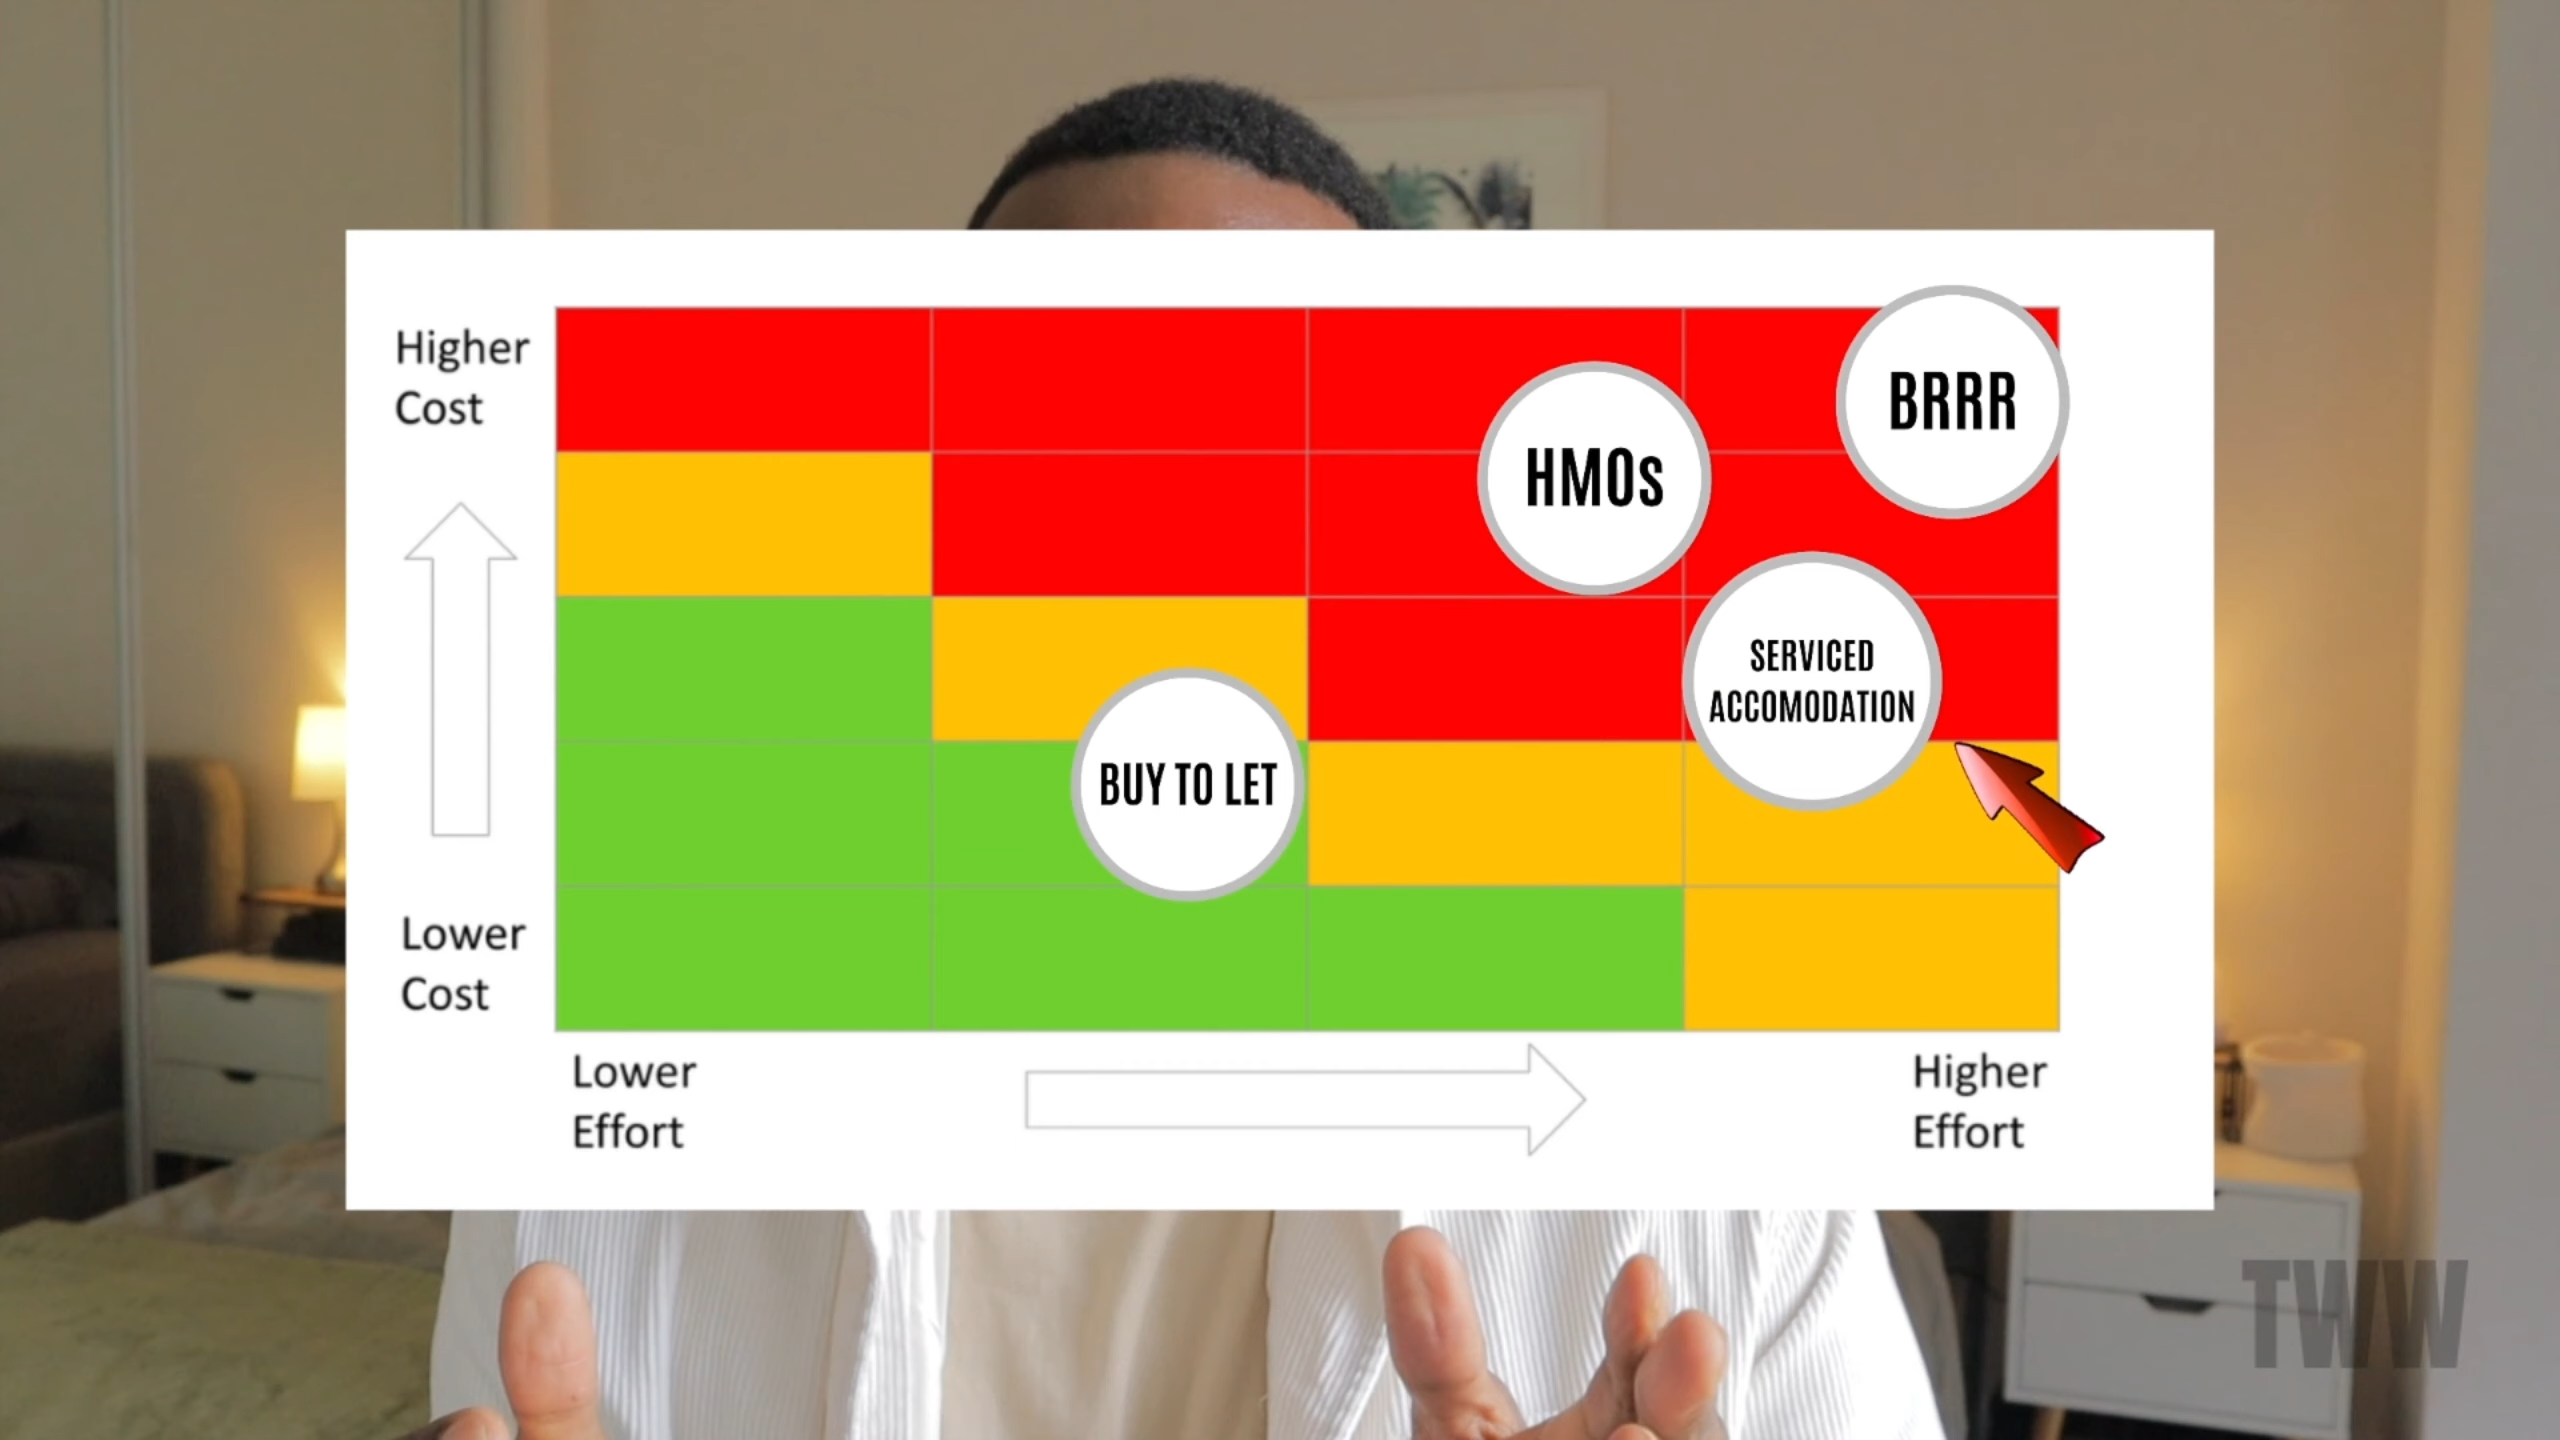 Higher
Cost
BRRR
HMOs
SERVICED
ACCOMODATION
BUY TO LET
Lower
Cost
Lower
Effort
Higher
Effort
TWW